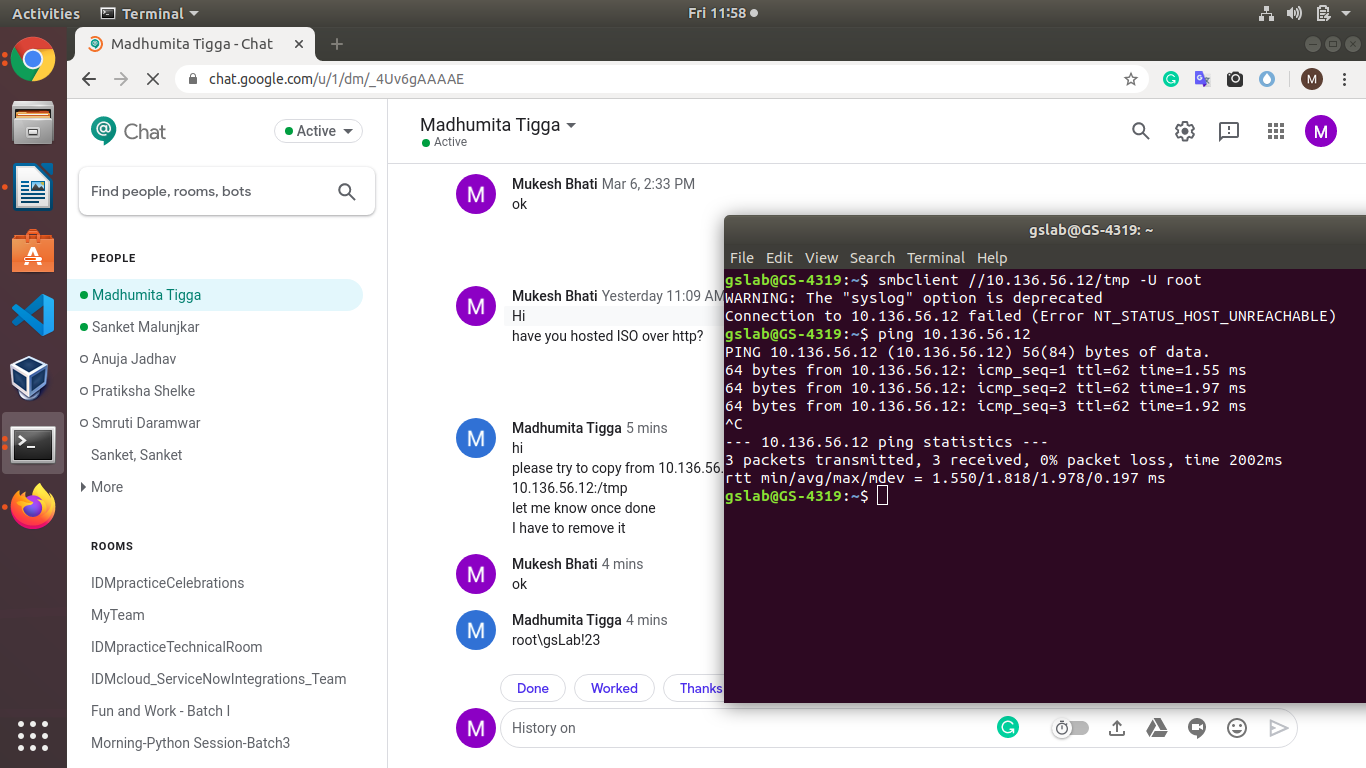 Activities
Terminal
Fri 11:58
Madhumita Tigga - Chat
chat.google.com/u/1/dm/_4Uv6gAAAAE
M
Chat
Active
Find people, rooms, bots
PEOPLE
Madhumita Tigga
Sanket Malunjkar
Anuja Jadhav
Pratiksha Shelke
Smruti Daramwar
Sanket, Sanket
More
ROOMS
IDMpracticeCelebrations
MyTeam
IDMpracticeTechnicalRoom
IDMcloud_ServiceNowIntegrations_Team
Fun and Work - Batch I
Morning-Python Session-Batch3
Madhumita Tigga
Active
M
M
Mukesh Bhati Mar 6, 2:33 PM
ok
M
Mukesh Bhati Yesterday 11:09 AM
Hi
have you hosted ISO over http?
M
Madhumita Tigga 5 mins
hi
please try to copy from 10.136.56.
10.136.56.12:/tmp
let me know once done
I have to remove it
M
Mukesh Bhati 4 mins
ok
M
Madhumita Tigga 4 mins
root\gsLab!23
Done
Worked
Thanks
M
History on
gslab@GS-4319: ~
File Edit View Search Terminal Help
gslab@GS-4319:~$ smbclient //10.136.56.12/tmp -U root
WARNING: The "syslog" option is deprecated
Connection to 10.136.56.12 failed (Error NT_STATUS_HOST_UNREACHABLE)
gslab@GS-4319:~$ ping 10.136.56.12
PING 10.136.56.12 (10.136.56.12) 56(84) bytes of data.
64 bytes from 10.136.56.12: icmp_seq=1 ttl=62 time=1.55 ms
64 bytes from 10.136.56.12: icmp_seq=2 ttl=62 time=1.97 ms
64 bytes from 10.136.56.12: icmp_seq=3 ttl=62 time=1.92 ms
^C
--- 10.136.56.12 ping statistics ---
3 packets transmitted, 3 received, 0% packet loss, time 2002ms
rtt min/avg/max/mdev = 1.550/1.818/1.978/0.197 ms
gslab@GS-4319:~$